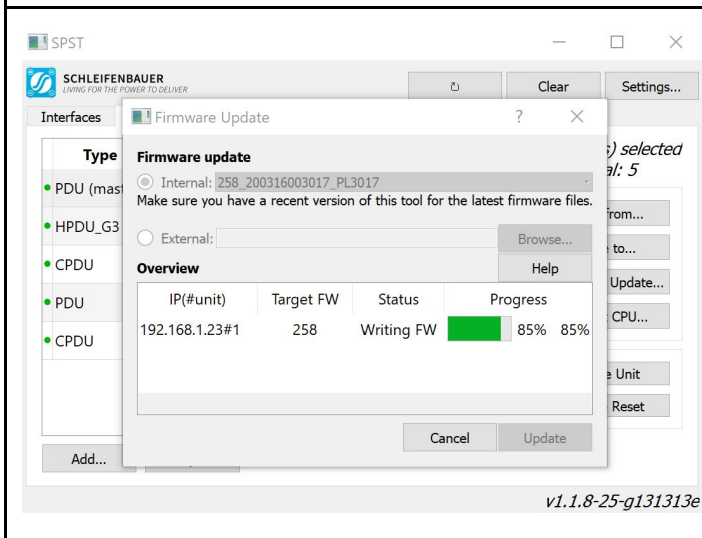 SPST
SCHLEIFENBAUER
LIVING FOR THE POWER TO DELIVER
↻ Clear Settings...
Interfaces
Firmware Update ? ×
Type
selected
5
PDU
HPDU_G3
CPDU
PDU
CPDU
Firmware update
Internal: 258_200316003017_PL3017
Make sure you have a recent version of this tool for the latest firmware files.
External: Browse...
Overview Help
IP(#unit) Target FW Status Progress
192.168.1.23#1 258 Writing FW 85% 85%
to...
Update...
CPU...
Unit
Reset
Cancel Update
Add...
v1.1.8-25-g131313e